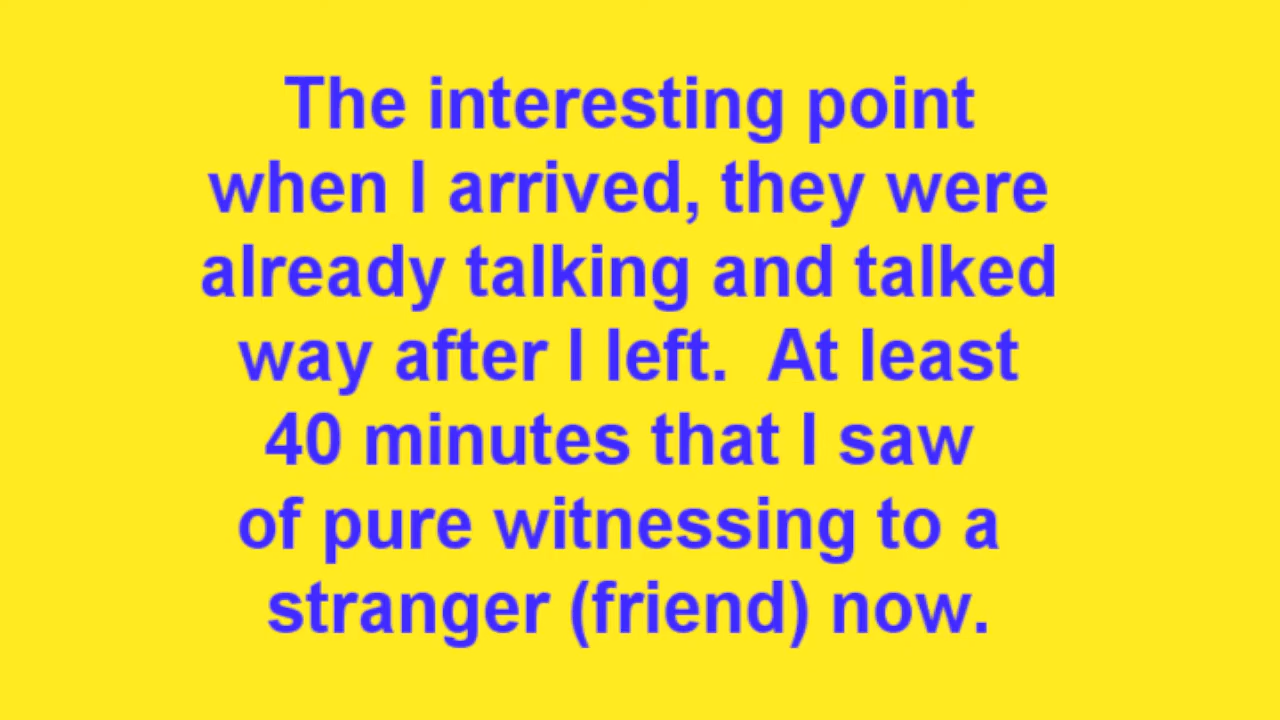 The interesting point
when I arrived, they were
already talking and talked
way after I left.  At least
40 minutes that I saw
of pure witnessing to a
stranger (friend) now.